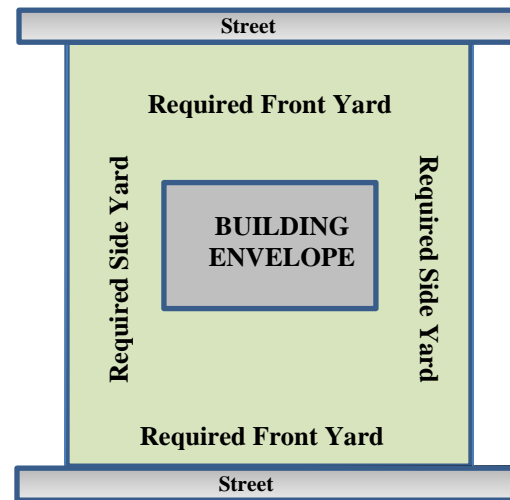 Street
Required Front Yard
Required Side Yard
BUILDING
ENVELOPE
Required Side Yard
Required Front Yard
Street